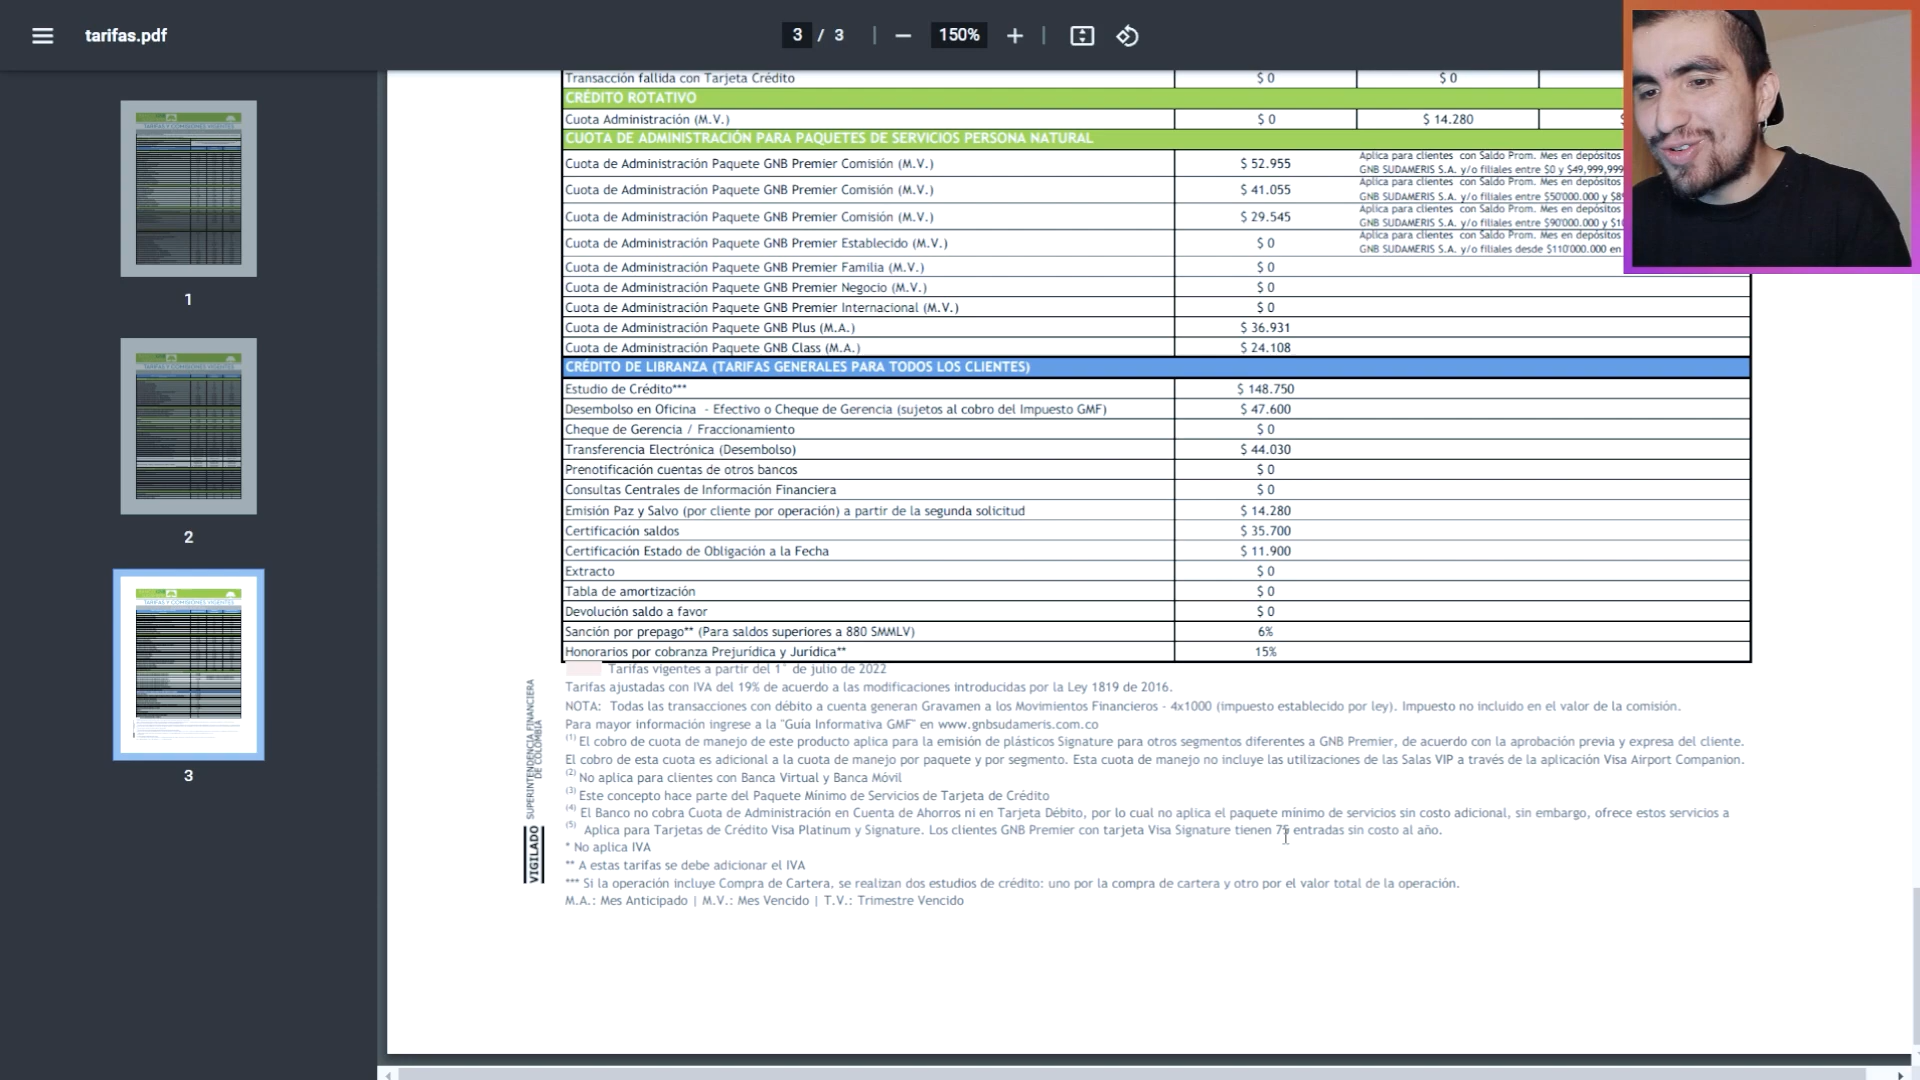 tarifas.pdf
3 / 3
150%
1
2
3
Transacción fallida con Tarjeta Crédito $ 0 $ 0
CRÉDITO ROTATIVO
Cuota Administración (M.V.) $ 0 $ 14.280
CUOTA DE ADMINISTRACIÓN PARA PAQUETES DE SERVICIOS PERSONA NATURAL
Cuota de Administración Paquete GNB Premier Comisión (M.V.) $ 52.955
Aplica para clientes con Saldo Prom. Mes en depósitos
GNB SUDAMERIS S.A. y/o filiales entre $0 y $49,999,999
Cuota de Administración Paquete GNB Premier Comisión (M.V.) $ 41.055
Aplica para clientes con Saldo Prom. Mes en depósitos
GNB SUDAMERIS S.A. y/o filiales entre $50'000.000 y
Cuota de Administración Paquete GNB Premier Comisión (M.V.) $ 29.545
Aplica para clientes con Saldo Prom. Mes en depósitos
GNB SUDAMERIS S.A. y/o filiales entre $90'000.000 y
Cuota de Administración Paquete GNB Premier Establecido (M.V.) $ 0
Aplica para clientes con Saldo Prom. Mes en depósitos
GNB SUDAMERIS S.A. y/o filiales desde $110'000.000 en
Cuota de Administración Paquete GNB Premier Familia (M.V.) $ 0
Cuota de Administración Paquete GNB Premier Negocio (M.V.) $ 0
Cuota de Administración Paquete GNB Premier Internacional (M.V.) $ 0
Cuota de Administración Paquete GNB Plus (M.A.) $ 36.931
Cuota de Administración Paquete GNB Class (M.A.) $ 24.108
CRÉDITO DE LIBRANZA (TARIFAS GENERALES PARA TODOS LOS CLIENTES)
Estudio de Crédito*** $ 148.750
Desembolso en Oficina - Efectivo o Cheque de Gerencia (sujetos al cobro del Impuesto GMF) $ 47.600
Cheque de Gerencia / Fraccionamiento $ 0
Transferencia Electrónica (Desembolso) $ 44.030
Prenotificación cuentas de otros bancos $ 0
Consultas Centrales de Información Financiera $ 0
Emisión Paz y Salvo (por cliente por operación) a partir de la segunda solicitud $ 14.280
Certificación saldos $ 35.700
Certificación Estado de Obligación a la Fecha $ 11.900
Extracto $ 0
Tabla de amortización $ 0
Devolución saldo a favor $ 0
Sanción por prepago** (Para saldos superiores a 880 SMMLV) 6%
Honorarios por cobranza Prejurídica y Jurídica** 15%
Tarifas vigentes a partir del 1° de julio de 2022
Tarifas ajustadas con IVA del 19% de acuerdo a las modificaciones introducidas por la Ley 1819 de 2016.
NOTA: Todas las transacciones con débito a cuenta generan Gravamen a los Movimientos Financieros - 4x1000 (impuesto establecido por ley). Impuesto no incluido en el valor de la comisión.
Para mayor información ingrese a la "Guía Informativa GMF" en www.gnbsudameris.com.co
(1) El cobro de cuota de manejo de este producto aplica para la emisión de plásticos Signature para otros segmentos diferentes a GNB Premier, de acuerdo con la aprobación previa y expresa del cliente.
El cobro de esta cuota es adicional a la cuota de manejo por paquete y por segmento. Esta cuota de manejo no incluye las utilizaciones de las Salas VIP a través de la aplicación Visa Airport Companion.
(2) No aplica para clientes con Banca Virtual y Banca Móvil
(3) Este concepto hace parte del Paquete Mínimo de Servicios de Tarjeta de Crédito
(4) El Banco no cobra Cuota de Administración en Cuenta de Ahorros ni en Tarjeta Débito, por lo cual no aplica el paquete mínimo de servicios sin costo adicional, sin embargo, ofrece estos servicios a
(5) Aplica para Tarjetas de Crédito Visa Platinum y Signature. Los clientes GNB Premier con tarjeta Visa Signature tienen 75 entradas sin costo al año.
* No aplica IVA
** A estas tarifas se debe adicionar el IVA
*** Si la operación incluye Compra de Cartera, se realizan dos estudios de crédito: uno por la compra de cartera y otro por el valor total de la operación.
M.A.: Mes Anticipado | M.V.: Mes Vencido | T.V.: Trimestre Vencido
VIGILADO SUPERINTENDENCIA FINANCIERA
DE COLOMBIA